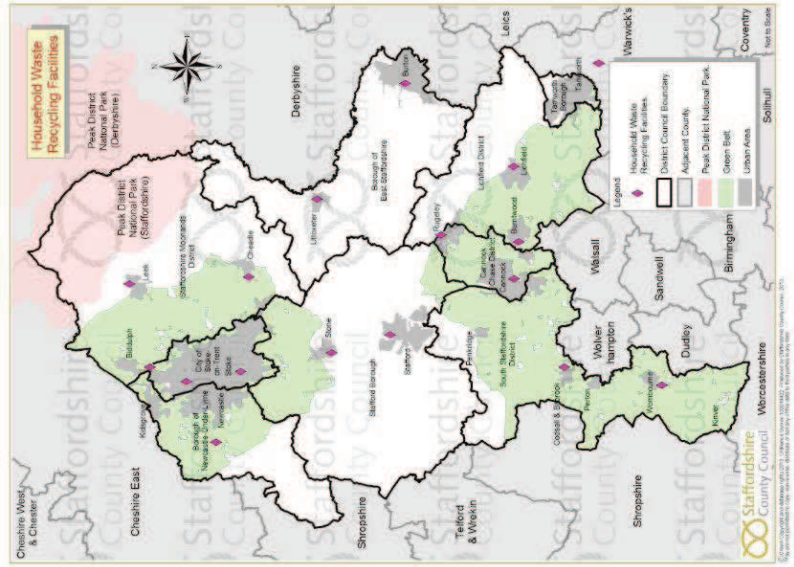 Household Waste
Recycling Facilities
Cheshire West
& Chester
Cheshire East
Peak District
National Park
(Derbyshire)
Peak District
National Park
(Staffordshire)
Derbyshire
Staffordshire Moorlands
District
Biddulph
Leek
Cheadle
Kidsgrove
City of
Stoke-
on-Trent
Stoke
Borough of
Newcastle-Under-Lyme
Newcastle
Uttoxeter
Borough of
East Staffordshire
Burton
Stone
Stafford Borough
Stafford
Shropshire
Telford
& Wrekin
Rugeley
Cannock
Chase District
Cannock
Penkridge
South Staffordshire
District
Lichfield District
Lichfield
Burntwood
Tamworth
Borough
Tamworth
Leics
Warwick's
Codsall & Bilbrook
Perton
Wombourne
Kinver
Wolver
hampton
Walsall
Sandwell
Dudley
Birmingham
Solihull
Coventry
Worcestershire
Shropshire
Not to Scale
Legend
Household Waste
Recycling Facilities.
District Council Boundary.
Adjacent County.
Peak District National Park.
Green Belt.
Urban Area.
Staffordshire
County Council